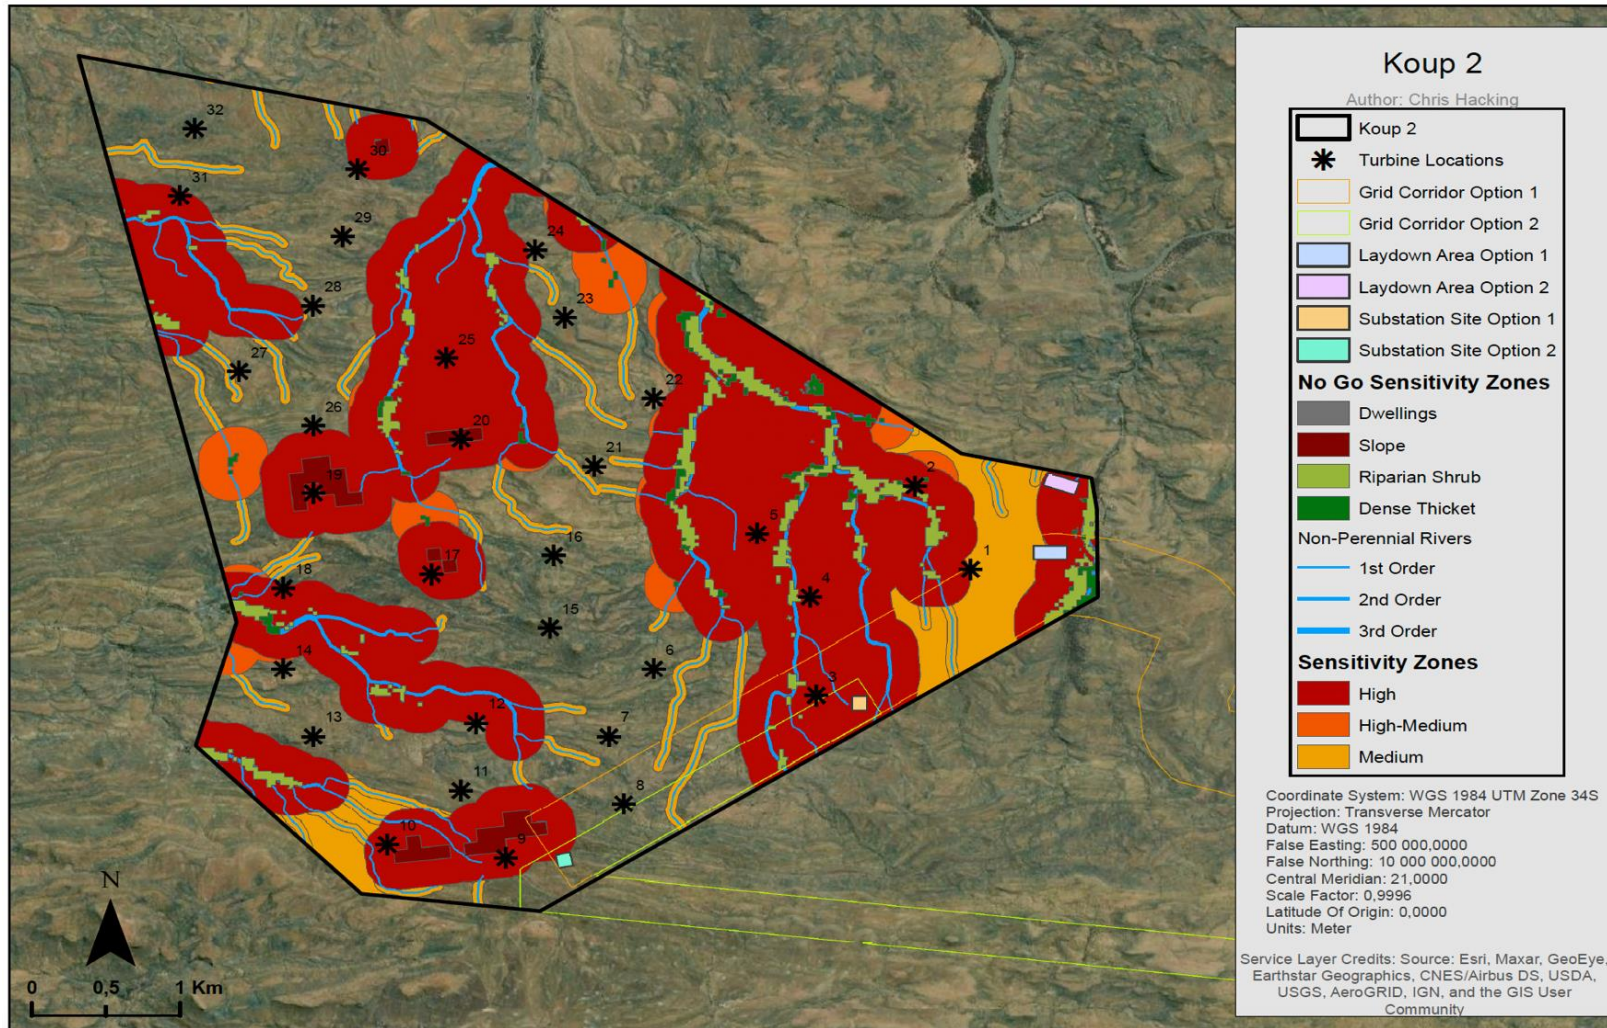 Koup 2
Author: Chris Hacking
Koup 2
Turbine Locations
Grid Corridor Option 1
Grid Corridor Option 2
Laydown Area Option 1
Laydown Area Option 2
Substation Site Option 1
Substation Site Option 2
No Go Sensitivity Zones
Dwellings
Slope
Riparian Shrub
Dense Thicket
Non-Perennial Rivers
1st Order
2nd Order
3rd Order
Sensitivity Zones
High
High-Medium
Medium
Coordinate System: WGS 1984 UTM Zone 34S
Projection: Transverse Mercator
Datum: WGS 1984
False Easting: 500 000,0000
False Northing: 10 000 000,0000
Central Meridian: 21,0000
Scale Factor: 0,9996
Latitude Of Origin: 0,0000
Units: Meter
Service Layer Credits: Source: Esri, Maxar, GeoEye,
Earthstar Geographics, CNES/Airbus DS, USDA,
USGS, AeroGRID, IGN, and the GIS User
Community
32
30
31
29
24
28
23
25
27
22
26
20
21
19
2
5
16
17
1
18
4
15
14
6
3
12
13
7
11
8
10
9
N
0 0,5 1 Km